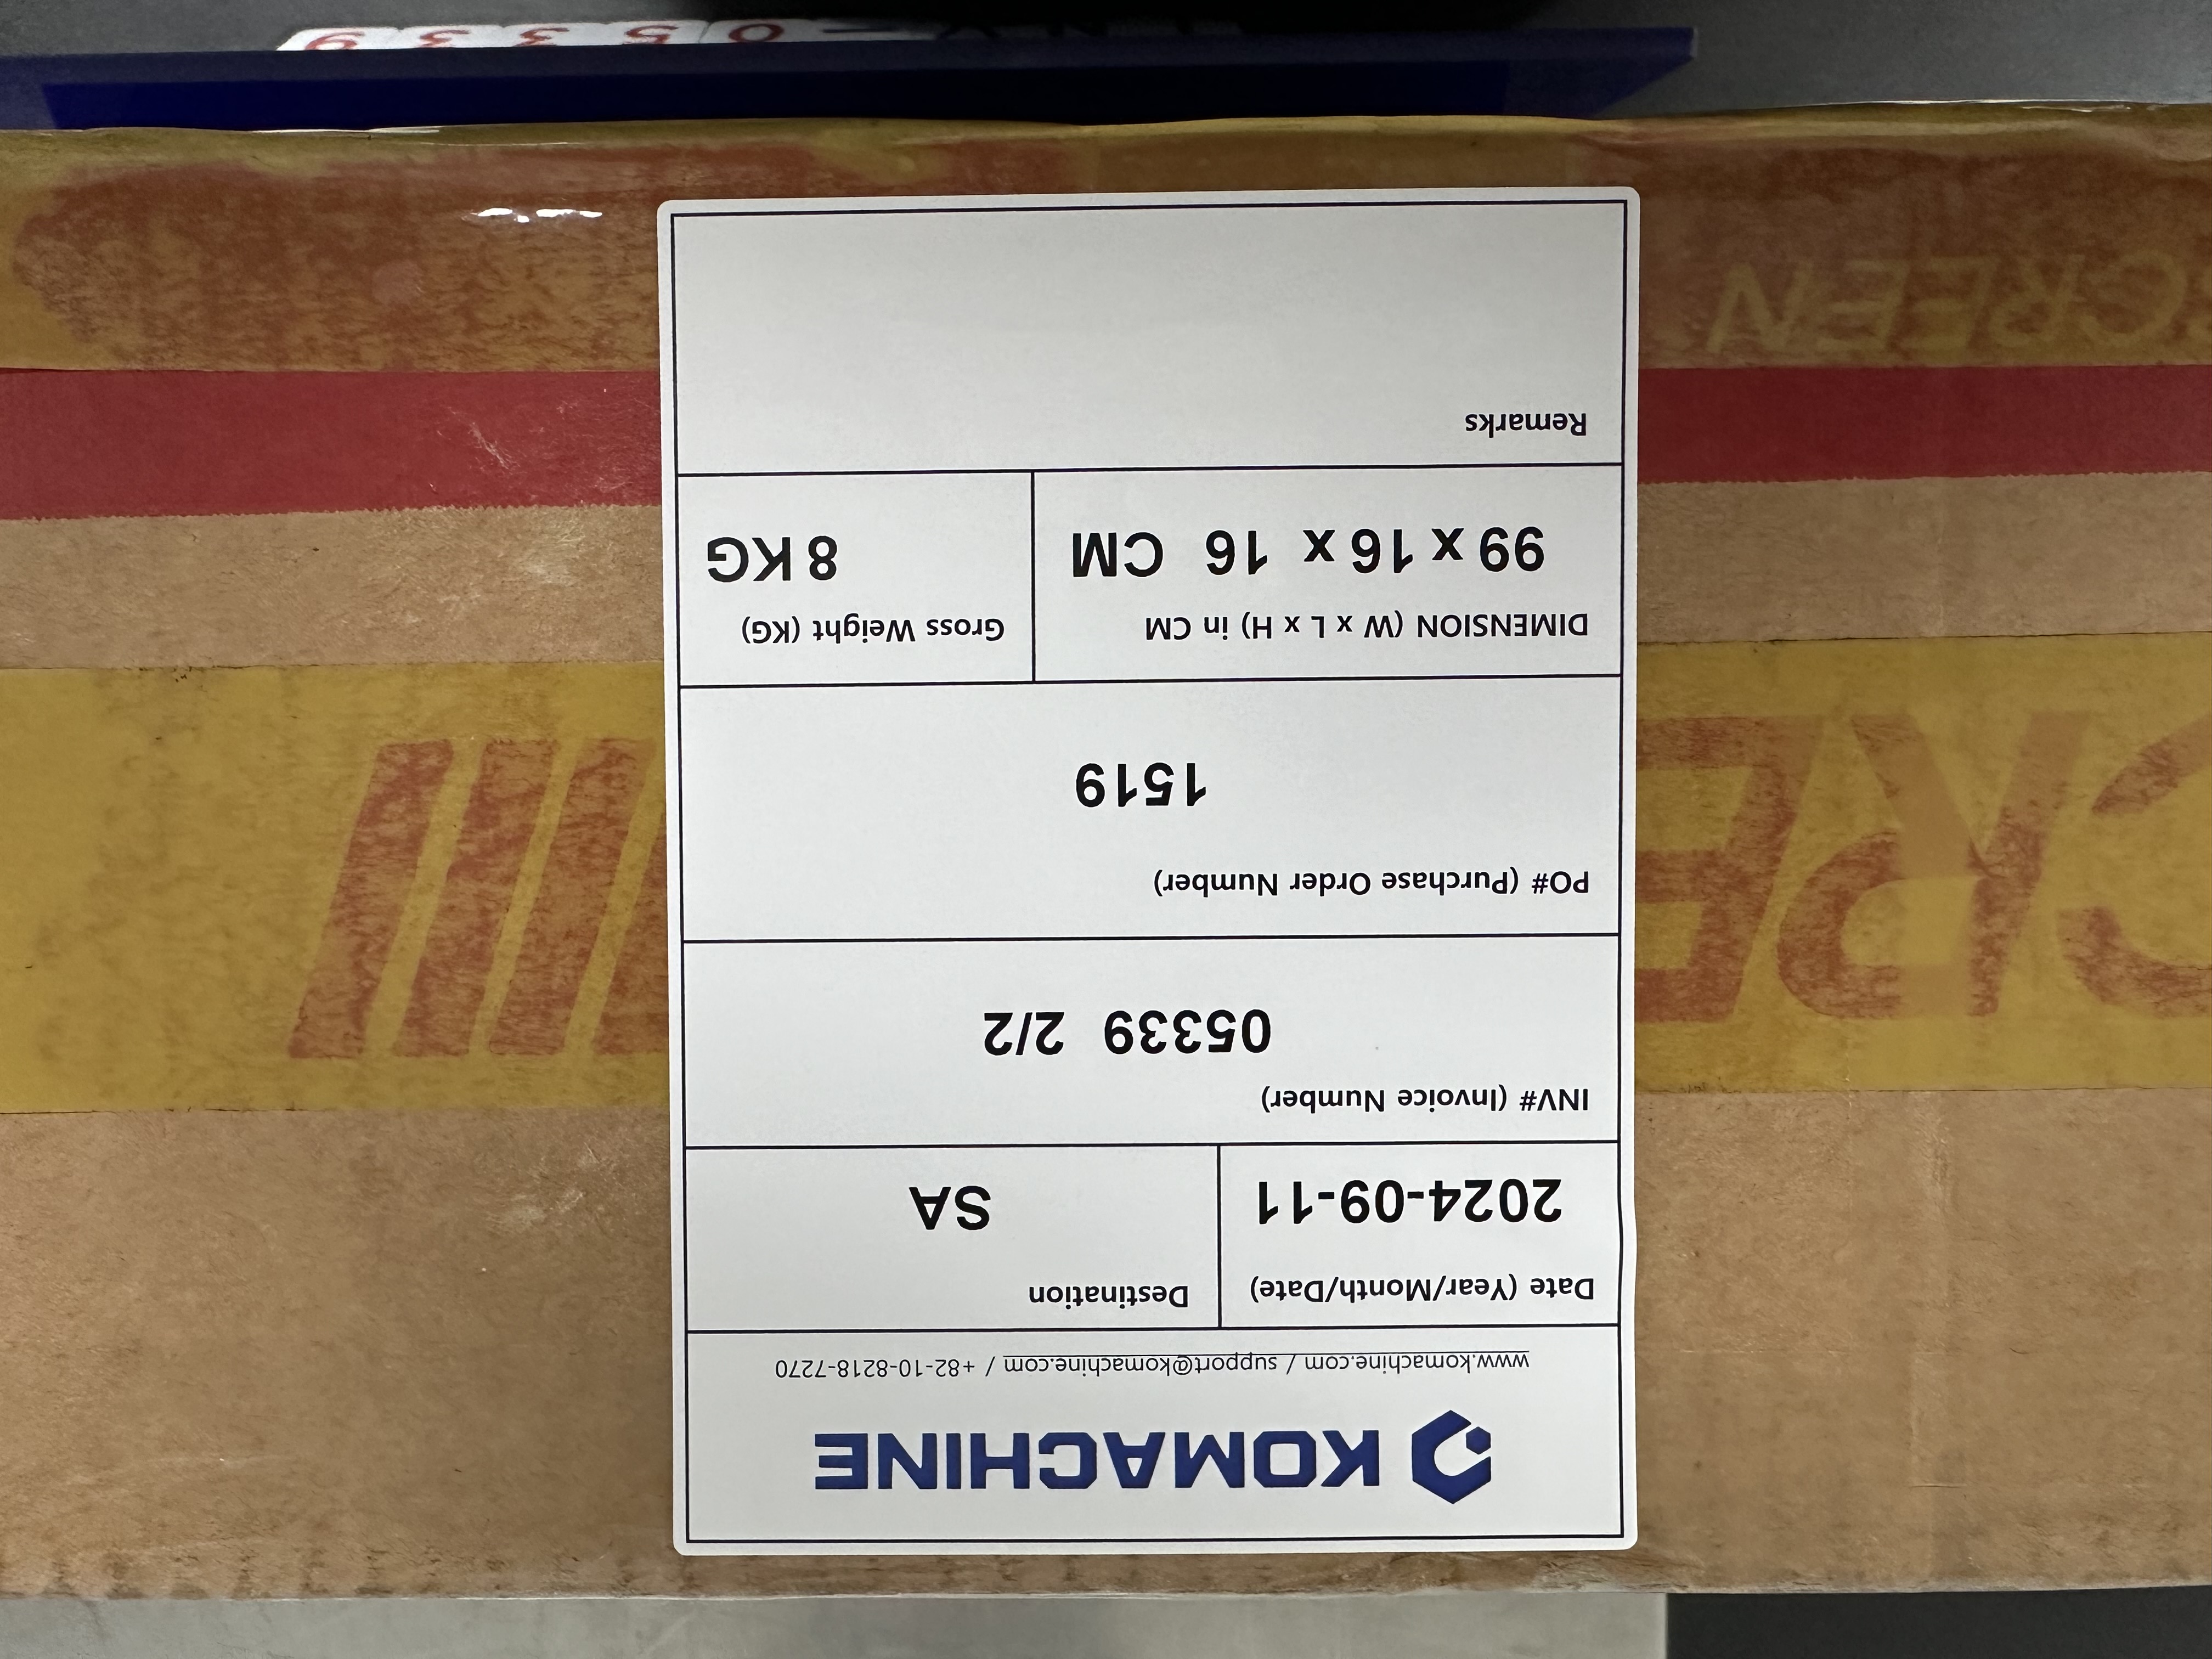 KOMACHINE
www.komachine.com / support@komachine.com / +82-10-8218-7270
Date (Year/Month/Date)
2024-09-11
Destination
SA
INV# (Invoice Number)
05339 2/2
PO# (Purchase Order Number)
1519
DIMENSION (W x L x H) in CM
99 x 16 x 16 CM
Gross Weight (KG)
8 KG
Remarks